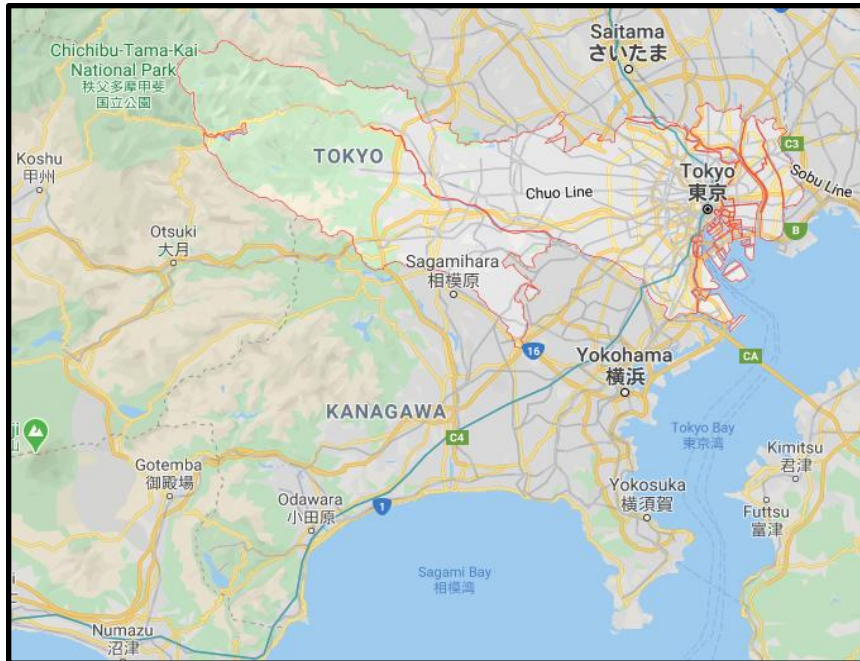 Saitama
さいたま
Chichibu-Tama-Kai
National Park
秩父多摩甲斐
国立公園
C3
TOKYO
Koshu
甲州
Tokyo
東京
Sobu Line
Chuo Line
B
Otsuki
大月
Sagamihara
相模原
16
Yokohama
横浜
CA
KANAGAWA
C4
Tokyo Bay
東京湾
ji
山
Kimitsu
君津
Gotemba
御殿場
Yokosuka
横須賀
Odawara
小田原
1
Futtsu
富津
Sagami Bay
相模湾
Numazu
沼津